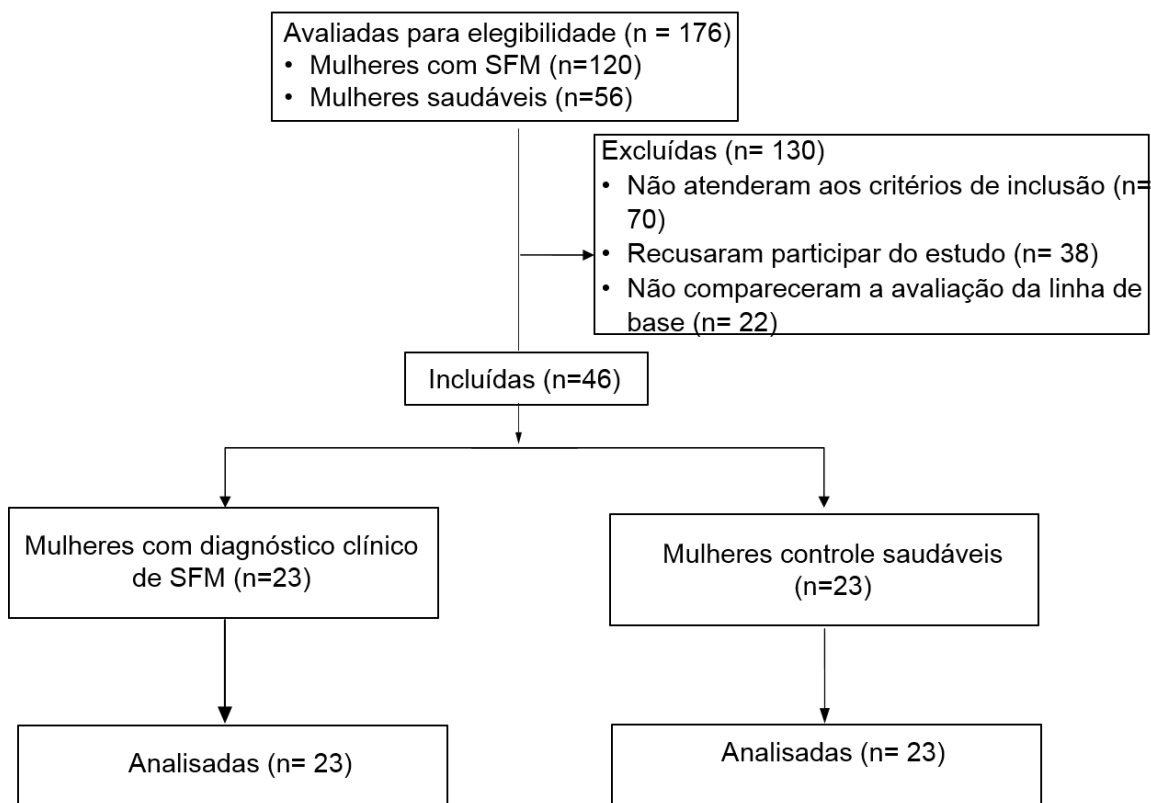 Avaliadas para elegibilidade (n = 176)
• Mulheres com SFM (n=120)
• Mulheres saudáveis (n=56)
Excluídas (n= 130)
• Não atenderam aos critérios de inclusão (n=
70)
• Recusaram participar do estudo (n= 38)
• Não compareceram a avaliação da linha de
base (n= 22)
Incluídas (n=46)
Mulheres com diagnóstico clínico
de SFM (n=23)
Mulheres controle saudáveis
(n=23)
Analisadas (n= 23)
Analisadas (n= 23)